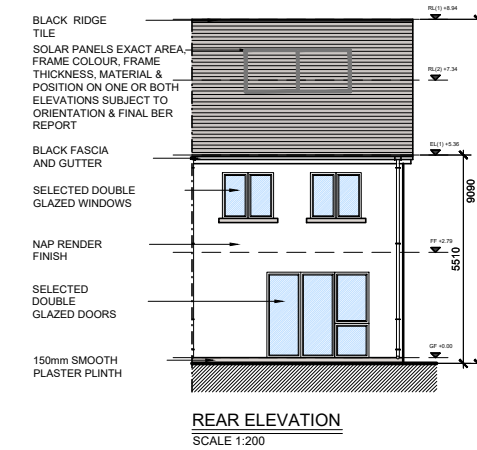 BLACK RIDGE
TILE
SOLAR PANELS EXACT AREA,
FRAME COLOUR, FRAME
THICKNESS, MATERIAL &
POSITION ON ONE OR BOTH
ELEVATIONS SUBJECT TO
ORIENTATION & FINAL BER
REPORT
BLACK FASCIA
AND GUTTER
SELECTED DOUBLE
GLAZED WINDOWS
NAP RENDER
FINISH
SELECTED
DOUBLE
GLAZED DOORS
150mm SMOOTH
PLASTER PLINTH
RL(1) +8.94
RL(2) +7.34
EL(1) +5.36
FF +2.79
GF +0.00
5510
9090
REAR ELEVATION
SCALE 1:200